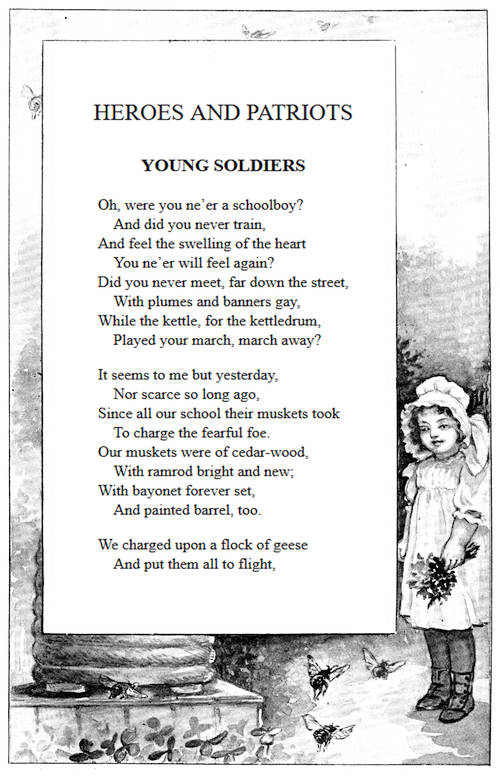 HEROES AND PATRIOTS
YOUNG SOLDIERS
Oh, were you ne’er a schoolboy?
And did you never train,
And feel the swelling of the heart
You ne’er will feel again?
Did you never meet, far down the street,
With plumes and banners gay,
While the kettle, for the kettledrum,
Played your march, march away?
It seems to me but yesterday,
Nor scarce so long ago,
Since all our school their muskets took
To charge the fearful foe.
Our muskets were of cedar-wood,
With ramrod bright and new;
With bayonet forever set,
And painted barrel, too.
We charged upon a flock of geese
And put them all to flight,